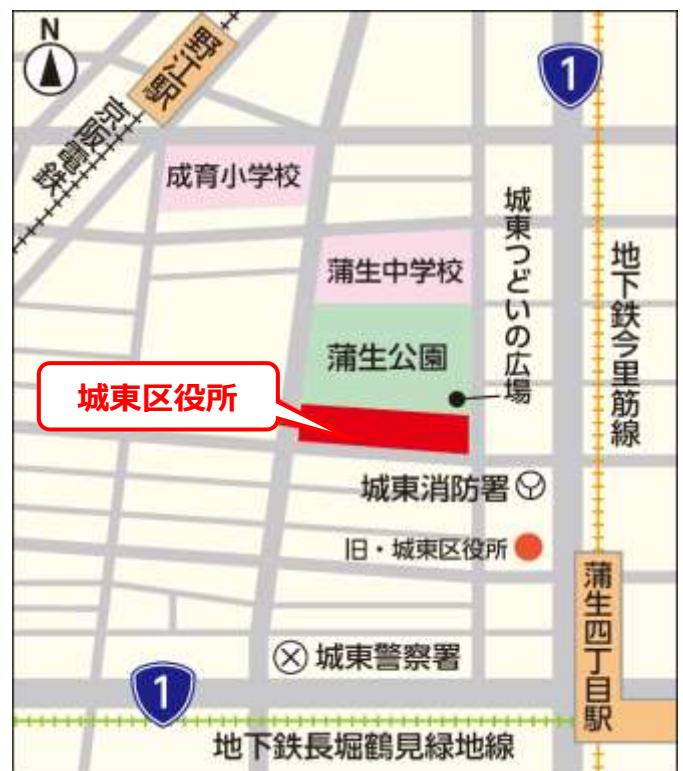 N
野江駅
1
京阪電鉄
成育小学校
城東つどいの広場
蒲生中学校
地下鉄今里筋線
蒲生公園
城東区役所
城東消防署
旧・城東区役所
蒲生四丁目駅
城東警察署
1
地下鉄長堀鶴見緑地線